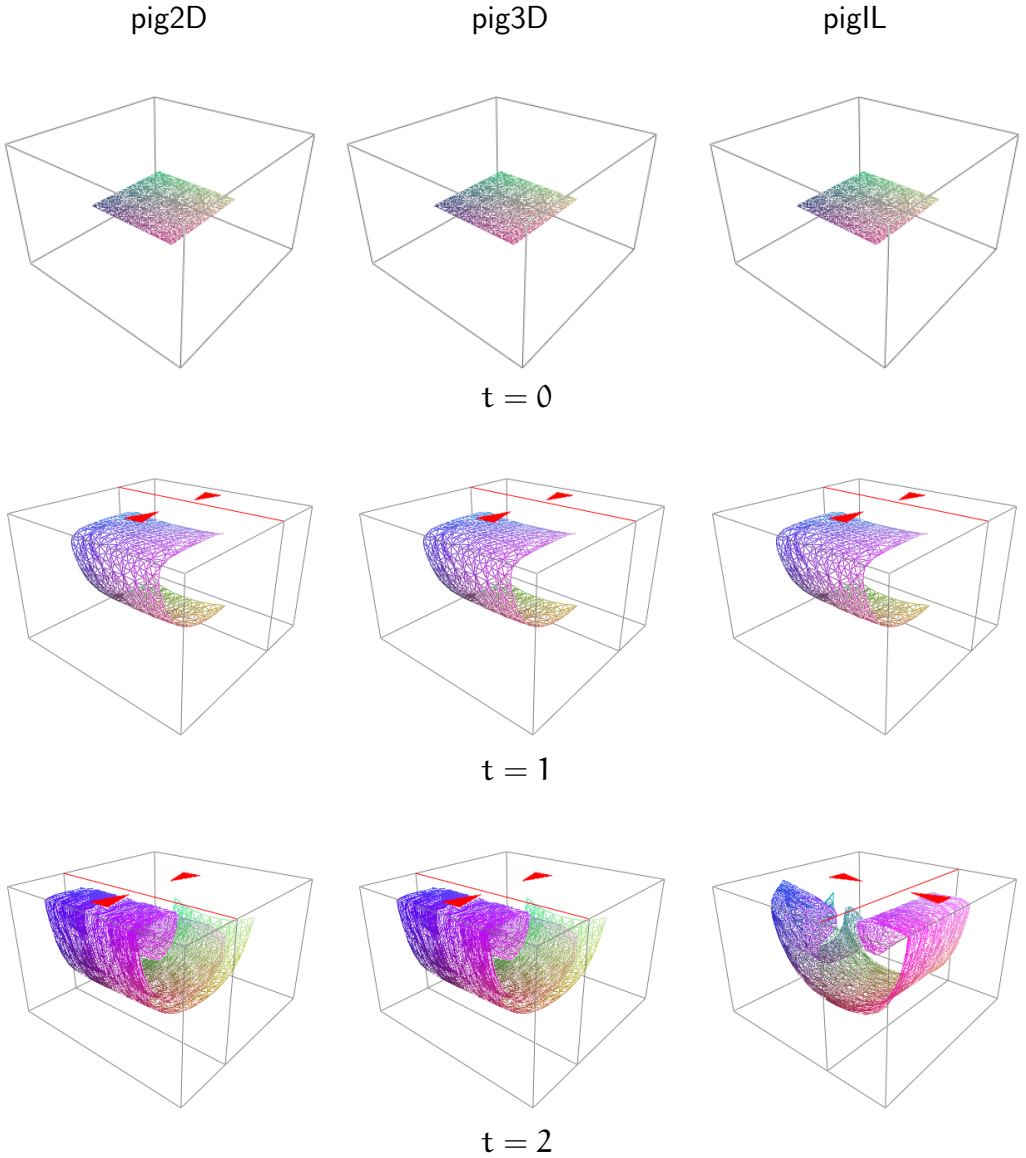 pig2D pig3D pigIL
t = 0
t = 1
t = 2